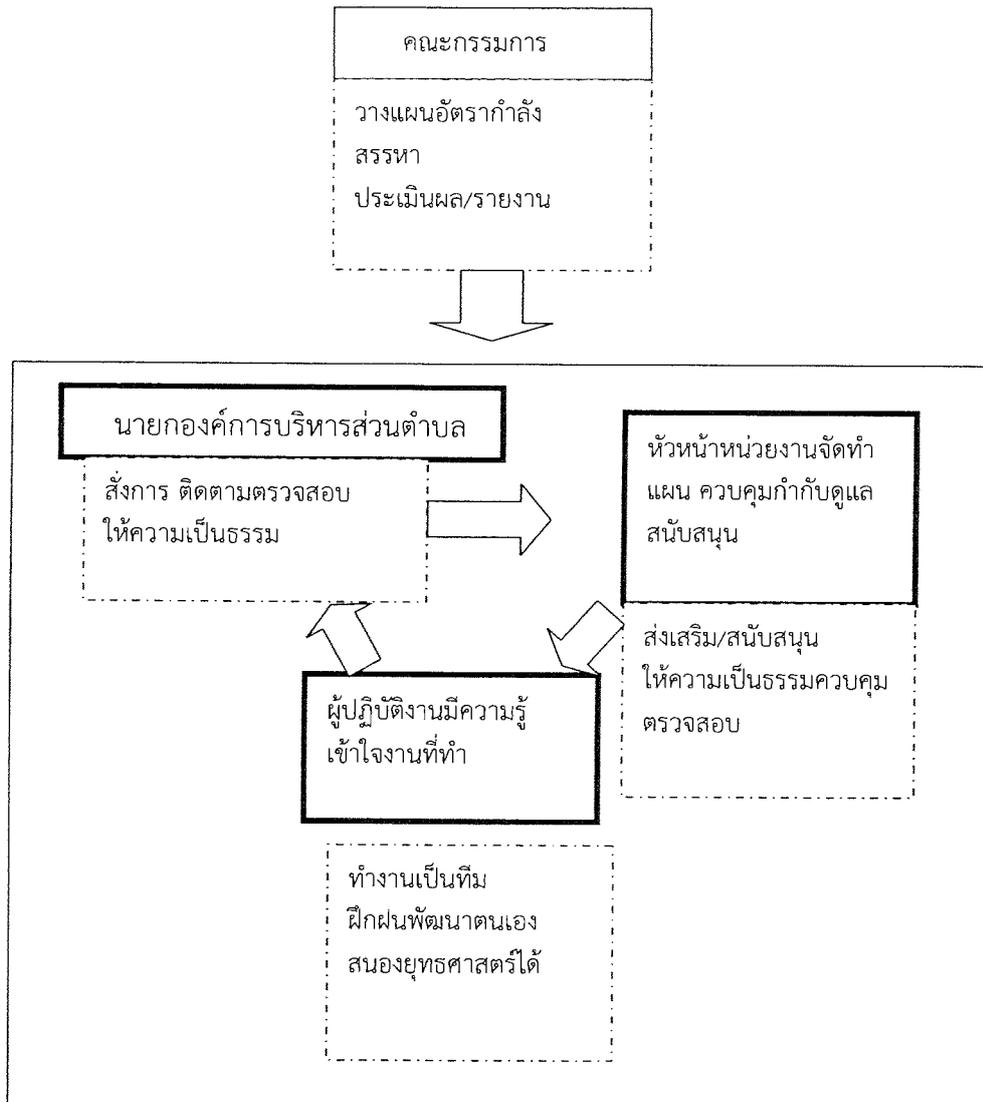 คณะกรรมการ
วางแผนอัตรากำลัง
สรรหา
ประเมินผล/รายงาน
นายกองค์การบริหารส่วนตำบล
สั่งการ ติดตามตรวจสอบ
ให้ความเป็นธรรม
หัวหน้าหน่วยงานจัดทำ
แผน ควบคุมกำกับดูแล
สนับสนุน
ส่งเสริม/สนับสนุน
ให้ความเป็นธรรมควบคุม
ตรวจสอบ
ผู้ปฏิบัติงานมีความรู้
เข้าใจงานที่ทำ
ทำงานเป็นทีม
ฝึกฝนพัฒนาตนเอง
สนองยุทธศาสตร์ได้